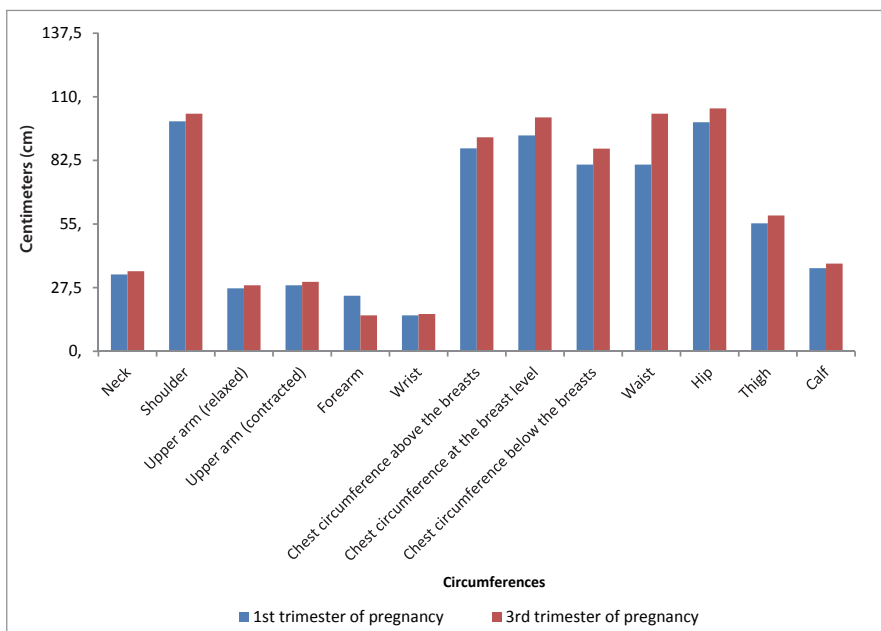 137,5
110,
82,5
55,
27,5
0,
Centimeters (cm)
Neck
Shoulder
Upper arm (relaxed)
Upper arm (contracted)
Forearm
Wrist
Chest circumference above the breasts
Chest circumference at the breast level
Chest circumference below the breasts
Waist
Hip
Thigh
Calf
Circumferences
1st trimester of pregnancy
3rd trimester of pregnancy